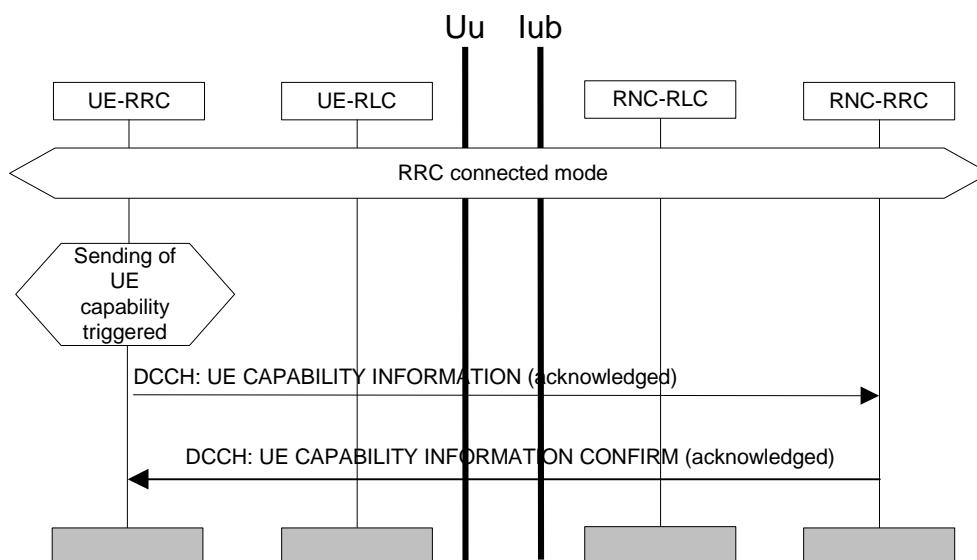 Uu Iub
UE-RRC UE-RLC RNC-RLC RNC-RRC
RRC connected mode
Sending of
UE
capability
triggered
DCCH: UE CAPABILITY INFORMATION (acknowledged)
DCCH: UE CAPABILITY INFORMATION CONFIRM (acknowledged)